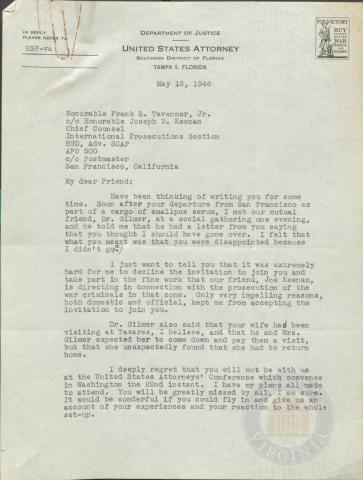 DEPARTMENT OF JUSTICE
UNITED STATES ATTORNEY
SOUTHERN DISTRICT OF FLORIDA
TAMPA 1, FLORIDA
IN REPLY
PLEASE REFER TO
HSP-va
FOR VICTORY
BUY
UNITED
STATES
WAR
BONDS
AND
STAMPS
May 13, 1946
Honorable Frank S. Tavenner, Jr.
c/o Honorable Joseph B. Keenan
Chief Counsel
International Prosecutions Section
HED, Adv. SCAP
APO 500
c/o Postmaster
San Francisco, California
My dear Friend:
Have been thinking of writing you for some
time. Soon after your departure from San Francisco as
part of a cargo of smallpox serum, I met our mutual
friend, Dr. Gilmer, at a social gathering one evening,
and he told me that he had a letter from you saying
that you thought I should have gone over. I felt that
what you meant was that you were disappointed because
I didn't go.
I just want to tell you that it was extremely
hard for me to decline the invitation to join you and
take part in the fine work that our friend, Joe Keenan,
is directing in connection with the prosecution of the
war criminals in that zone. Only very impelling reasons,
both domestic and official, kept me from accepting the
invitation to join you.
Dr. Gilmer also said that your wife had been
visiting at Tavares, I believe, and that he and Mrs.
Gilmer expected her to come down and pay them a visit,
but that she unexpectedly found that she had to return
home.
I deeply regret that you will not be with us
at the United States Attorneys' Conference which convenes
in Washington the 22nd instant. I have my plans all made
to attend. You will be greatly missed by all, I am sure.
It would be wonderful if you could fly in and give us an
account of your experiences and your reaction to the whole
set-up.
VIRGINIA